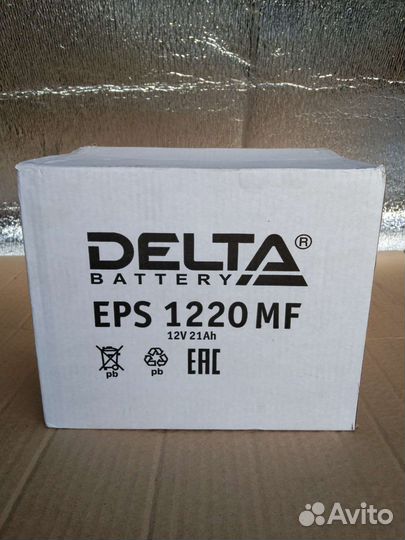 DELTA®
BATTERY
EPS 1220 MF
12V 21Ah
pb pb EAC
Avito